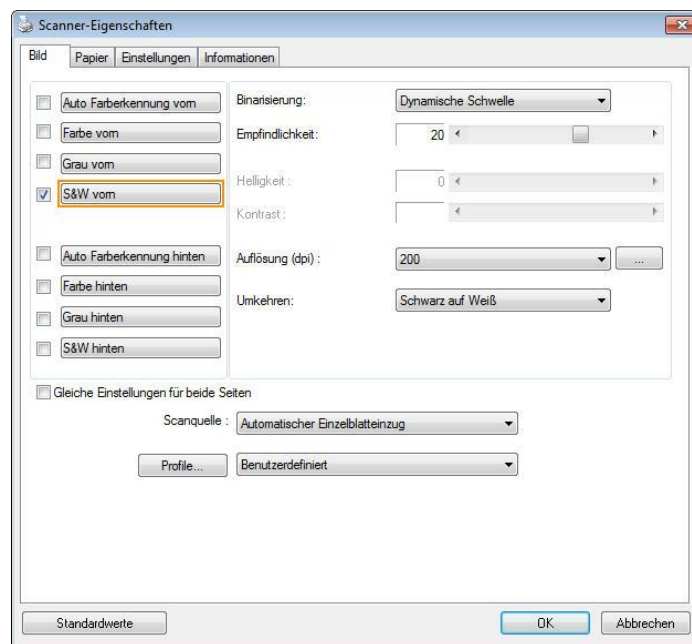 Scanner-Eigenschaften
Bild Papier Einstellungen Informationen
Auto Farberkennung vorn
Farbe vorn
Grau vorn
S&W vorn
Auto Farberkennung hinten
Farbe hinten
Grau hinten
S&W hinten
Binarisierung: Dynamische Schwelle
Empfindlichkeit: 20
Helligkeit : 0
Kontrast :
Auflösung (dpi) : 200 ...
Umkehren: Schwarz auf Weiß
Gleiche Einstellungen für beide Seiten
Scanquelle : Automatischer Einzelblatteinzug
Profile... Benutzerdefiniert
Standardwerte OK Abbrechen